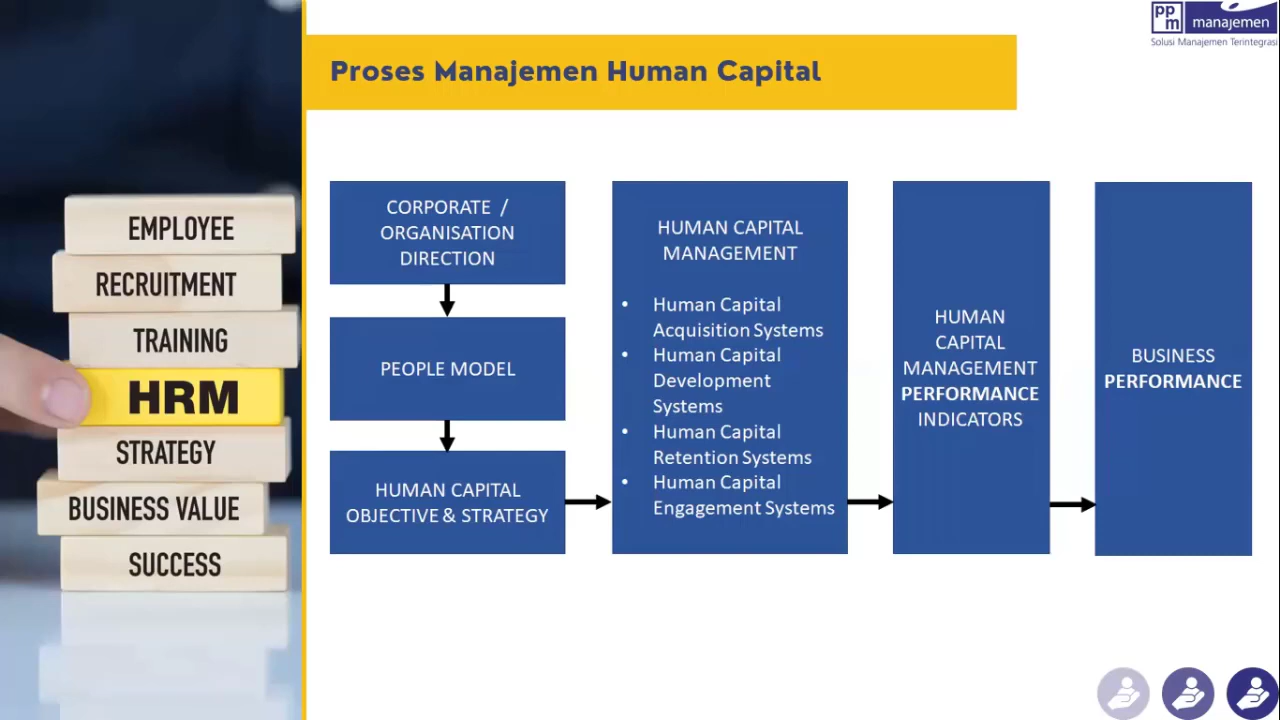 ppm manajemen
Solusi Manajemen Terintegrasi
Proses Manajemen Human Capital
EMPLOYEE
RECRUITMENT
TRAINING
HRM
STRATEGY
BUSINESS VALUE
SUCCESS
CORPORATE /
ORGANISATION
DIRECTION
PEOPLE MODEL
HUMAN CAPITAL
OBJECTIVE & STRATEGY
HUMAN CAPITAL
MANAGEMENT
• Human Capital
Acquisition Systems
• Human Capital
Development
Systems
• Human Capital
Retention Systems
• Human Capital
Engagement Systems
HUMAN
CAPITAL
MANAGEMENT
PERFORMANCE
INDICATORS
BUSINESS
PERFORMANCE